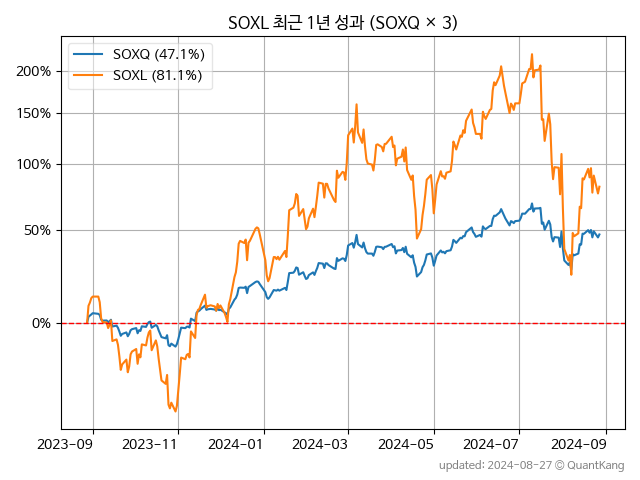 SOXL 최근 1년 성과 (SOXQ × 3)
SOXQ (47.1%)
SOXL (81.1%)
200%
150%
100%
50%
0%
2023-09 2023-11 2024-01 2024-03 2024-05 2024-07 2024-09
updated: 2024-08-27 © QuantKang